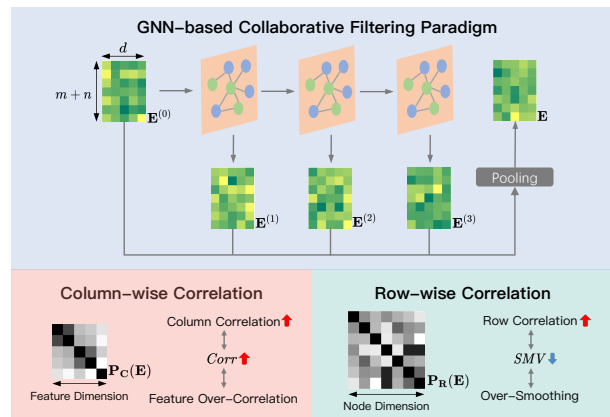 GNN-based Collaborative Filtering Paradigm
d
m + n
E(0)
E
Pooling
E(1)
E(2)
E(3)
Column-wise Correlation
Column Correlation
Corr
PC(E)
Feature Dimension
Feature Over-Correlation
Row-wise Correlation
Row Correlation
SMV
PR(E)
Node Dimension
Over-Smoothing